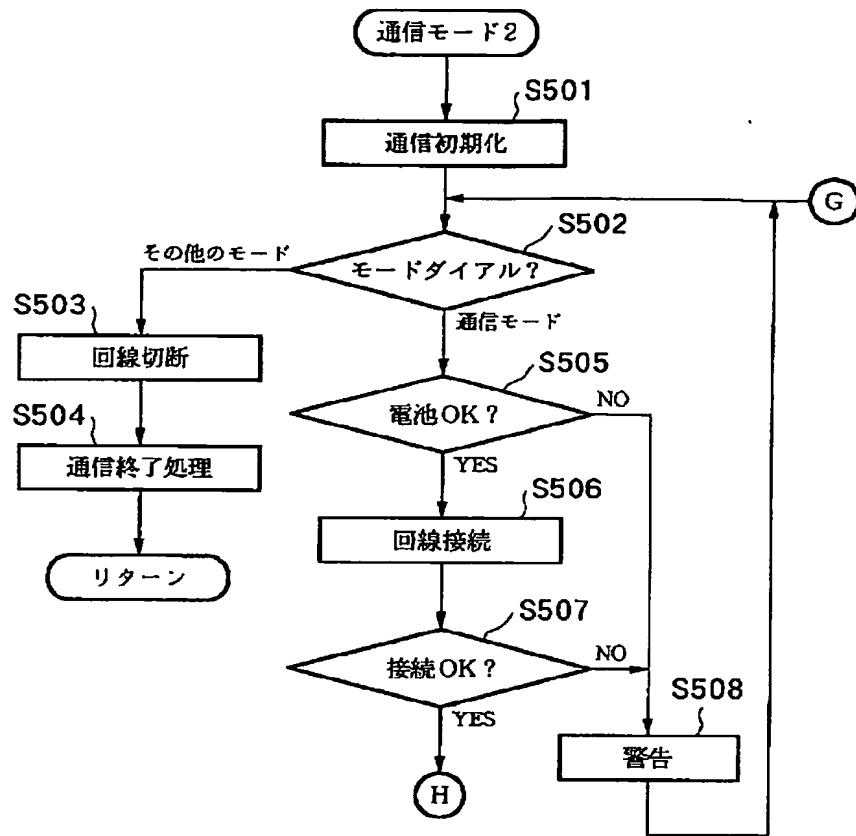 通信モード2
S501
通信初期化
G
S502
その他のモード
モードダイアル?
S503
通信モード
回線切断
S505
電池OK?
NO
S504
通信終了処理
YES
S506
回線接続
リターン
S507
接続OK?
NO
S508
YES
警告
H